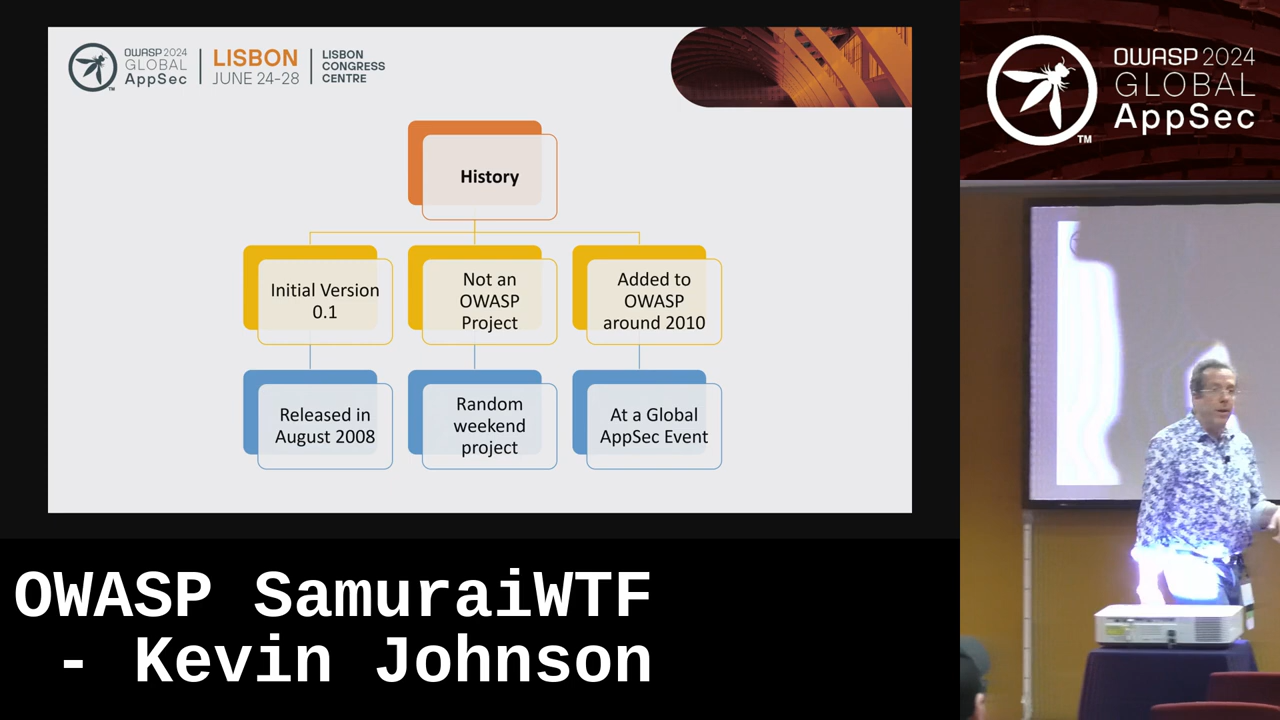 OWASP 2024
GLOBAL
AppSec
TM
LISBON
JUNE 24-28
LISBON
CONGRESS
CENTRE
History
Initial Version
0.1
Not an
OWASP
Project
Added to
OWASP
around 2010
Released in
August 2008
Random
weekend
project
At a Global
AppSec Event
OWASP 2024
GLOBAL
AppSec
TM
OWASP SamuraiWTF
- Kevin Johnson